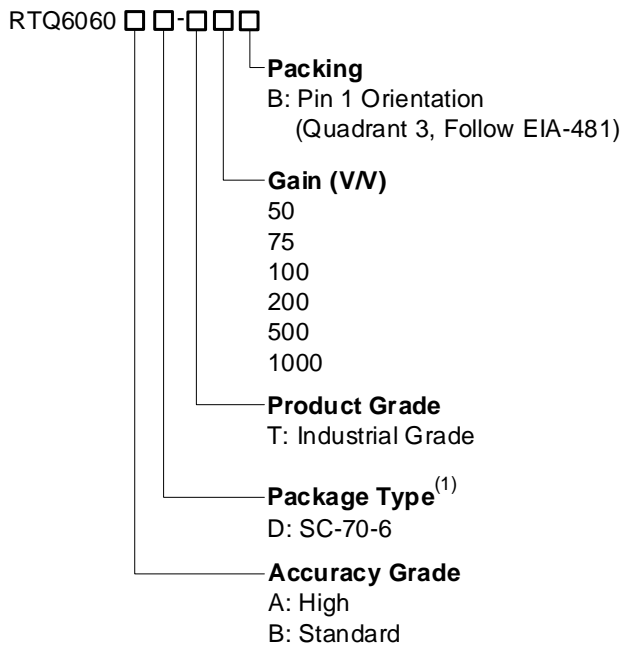 RTQ6060 □ □-□ □ □
Packing
B: Pin 1 Orientation
(Quadrant 3, Follow EIA-481)
Gain (V/V)
50
75
100
200
500
1000
Product Grade
T: Industrial Grade
Package Type(1)
D: SC-70-6
Accuracy Grade
A: High
B: Standard